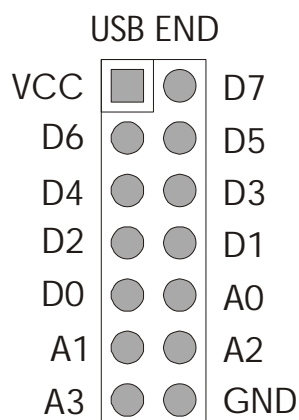 USB END
VCC D7
D6 D5
D4 D3
D2 D1
D0 A0
A1 A2
A3 GND